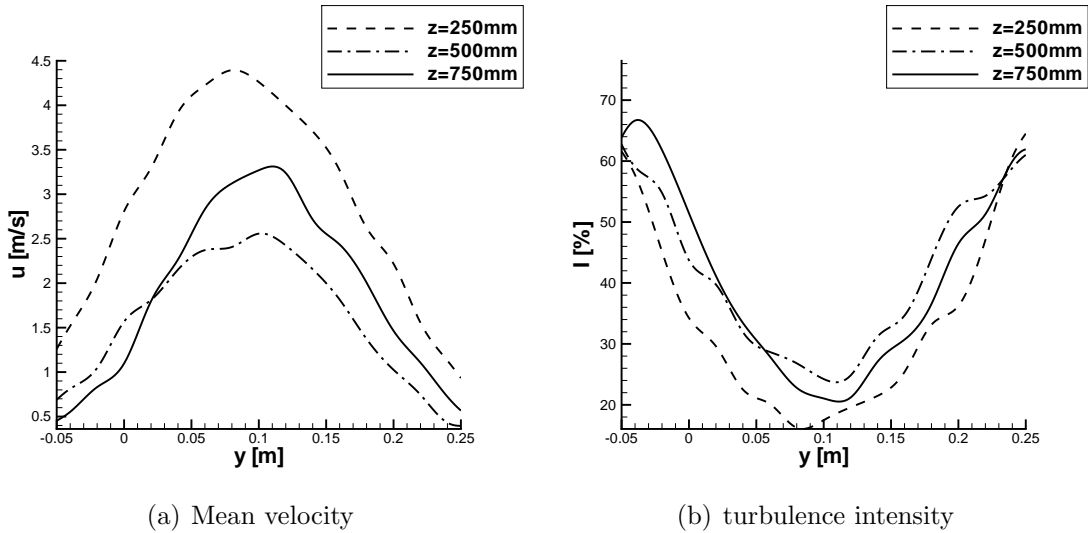 z=250mm
z=500mm
z=750mm
4.5
4
3.5
3
2.5
2
1.5
1
0.5
u [m/s]
-0.05 0 0.05 0.1 0.15 0.2 0.25
y [m]
(a) Mean velocity
z=250mm
z=500mm
z=750mm
70
60
50
40
30
20
I [%]
-0.05 0 0.05 0.1 0.15 0.2 0.25
y [m]
(b) turbulence intensity